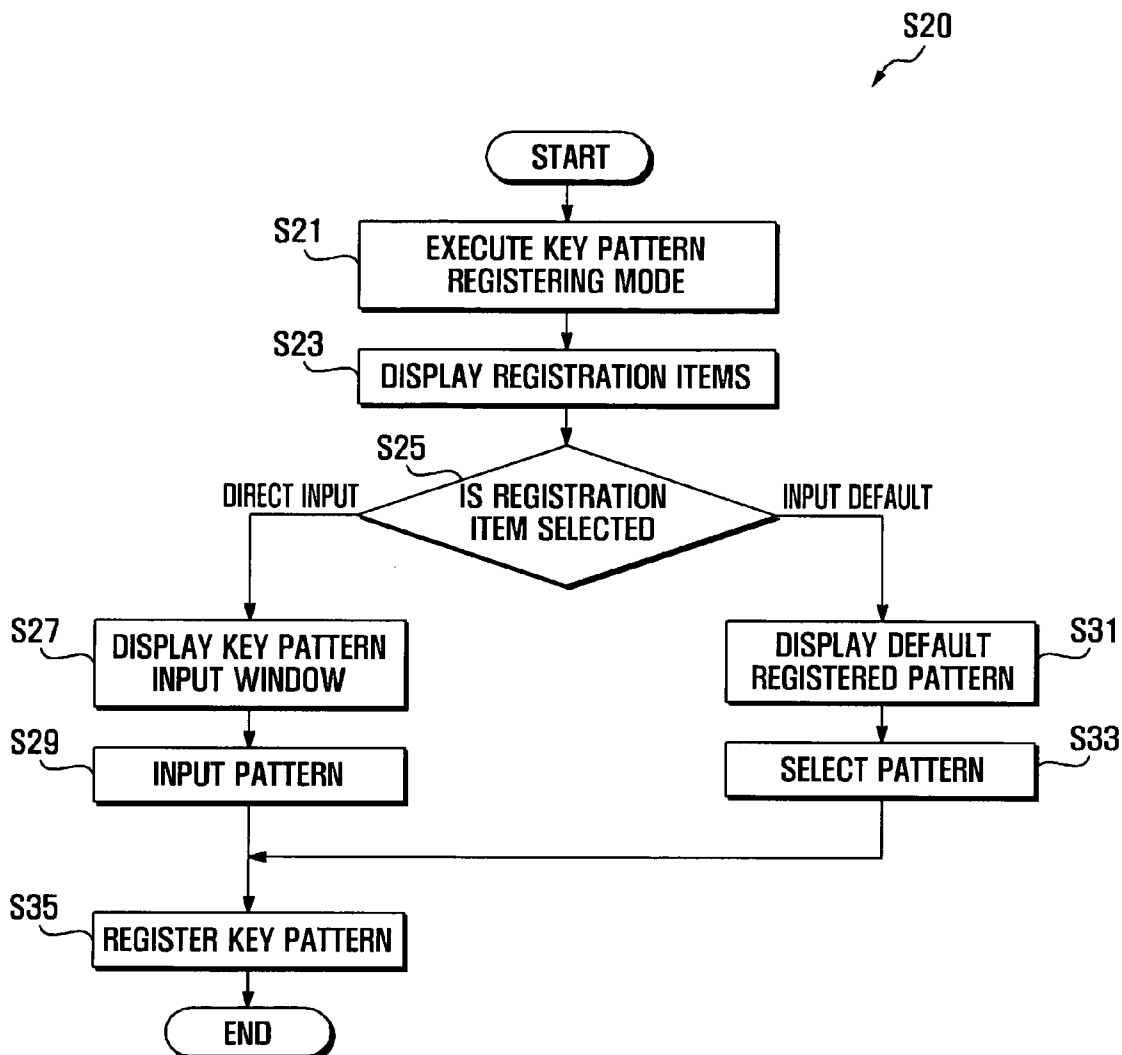 S20
START
S21
EXECUTE KEY PATTERN
REGISTERING MODE
S23
DISPLAY REGISTRATION ITEMS
S25
IS REGISTRATION
ITEM SELECTED
DIRECT INPUT
INPUT DEFAULT
S27
DISPLAY KEY PATTERN
INPUT WINDOW
S31
DISPLAY DEFAULT
REGISTERED PATTERN
S29
INPUT PATTERN
S33
SELECT PATTERN
S35
REGISTER KEY PATTERN
END